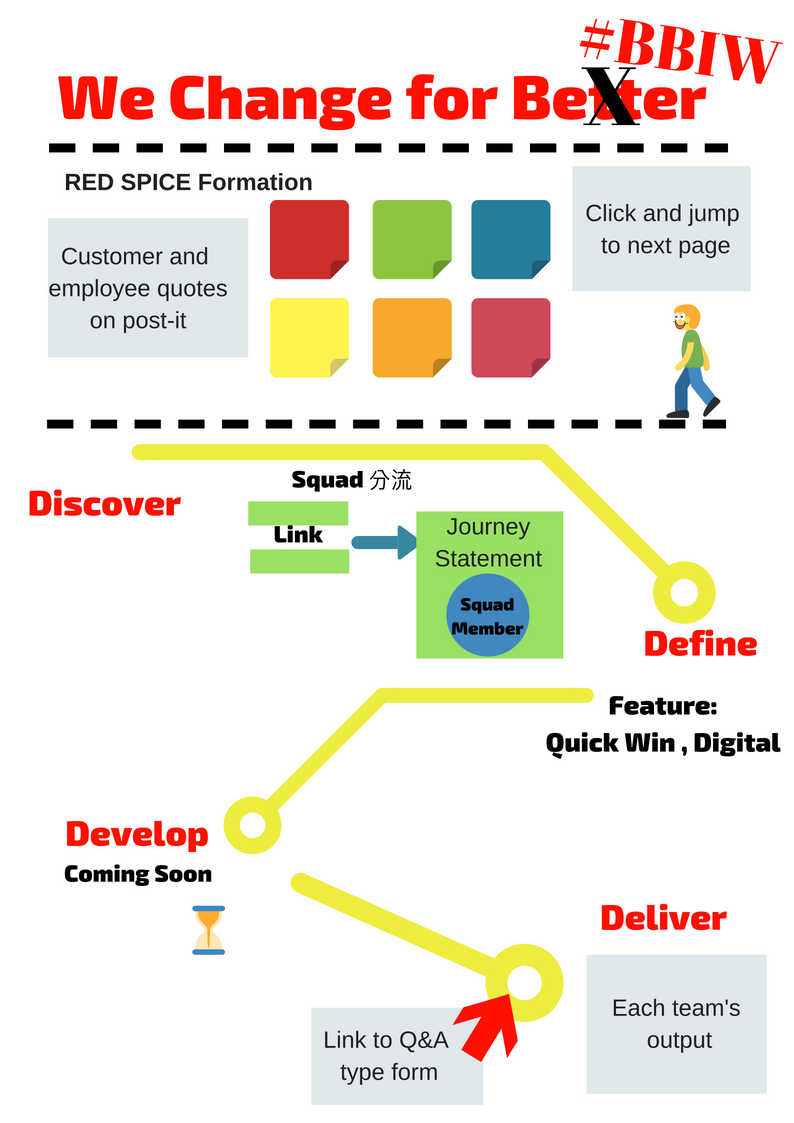 #BBIW
We Change for BeXter
RED SPICE Formation
Customer and
employee quotes
on post-it
Click and jump
to next page
Squad 分流
Discover
Link
Journey
Statement
Squad
Member
Define
Feature:
Quick Win , Digital
Develop
Coming Soon
Deliver
Each team's
output
Link to Q&A
type form